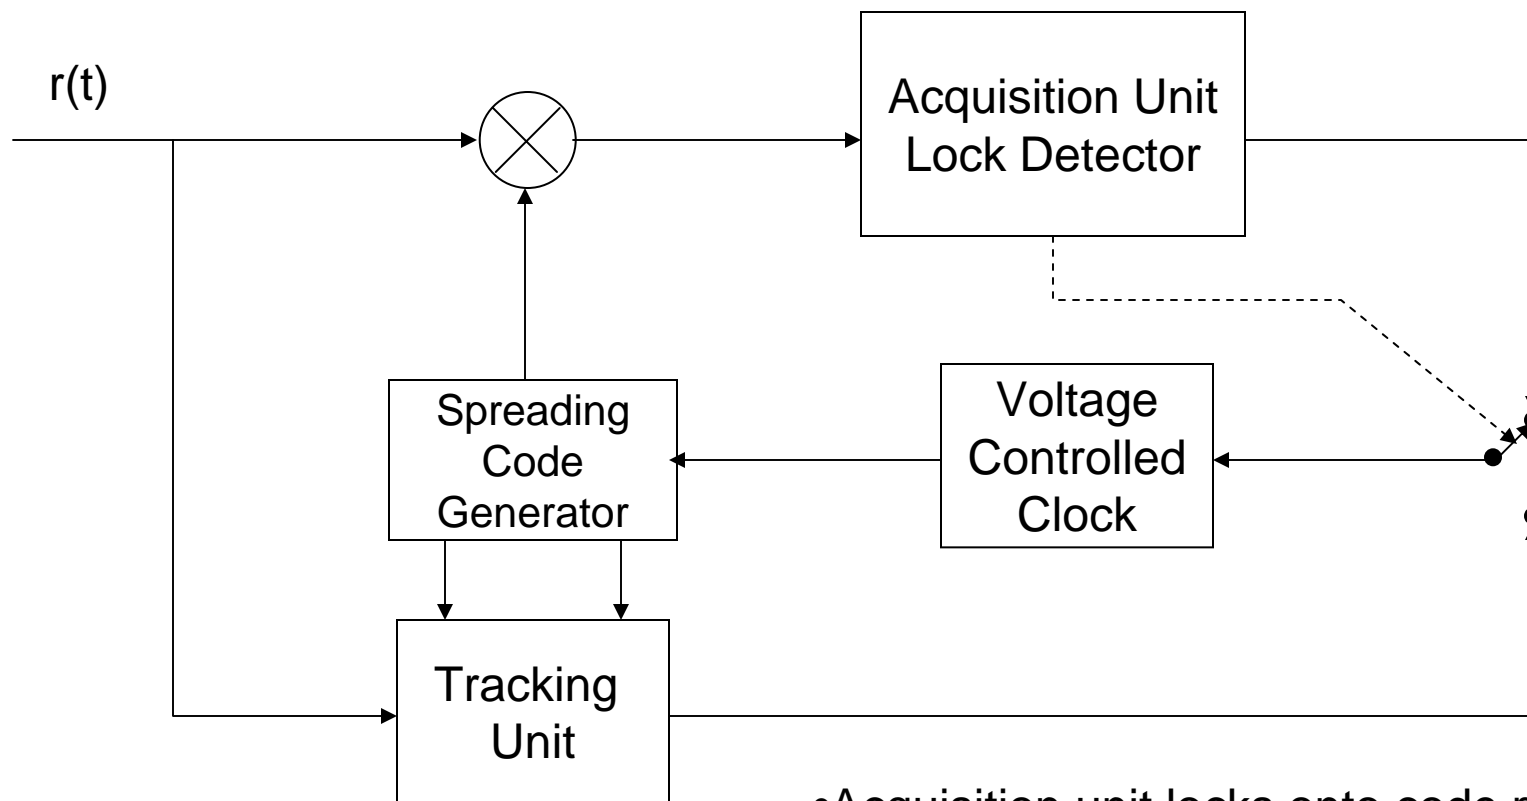 r(t)
Acquisition Unit
Lock Detector
Spreading
Code
Generator
Voltage
Controlled
Clock
Tracking
Unit
•Acquisition unit locks onto code